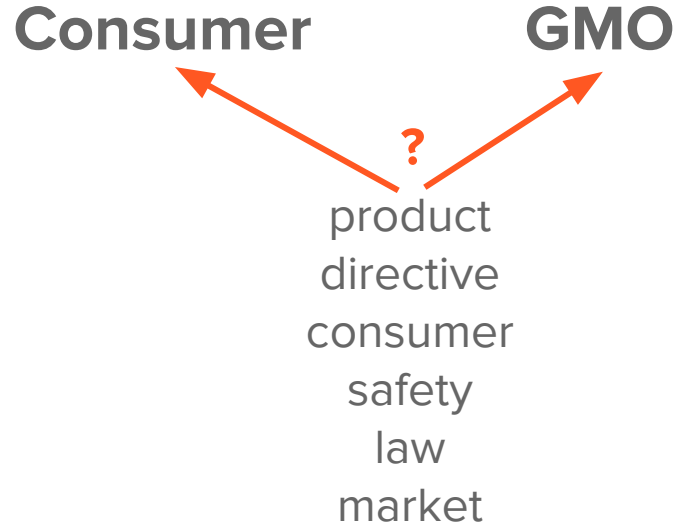 Consumer GMO
?
product
directive
consumer
safety
law
market